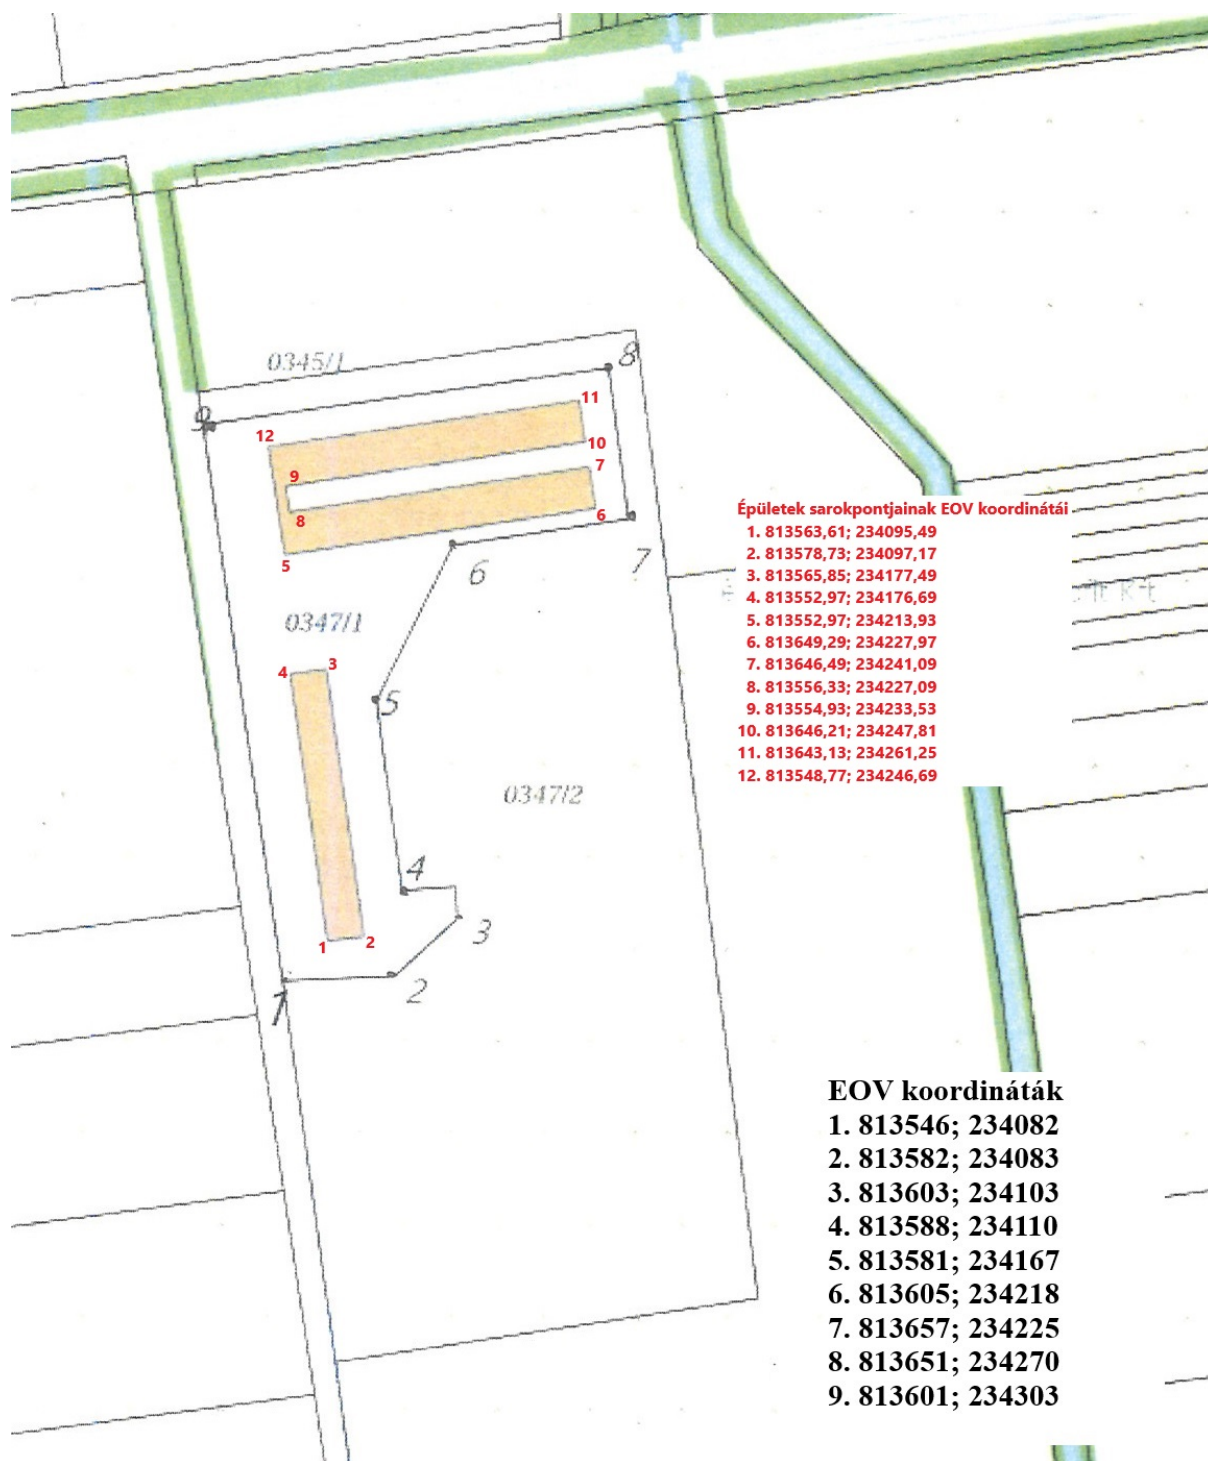 0345/1
8
9
11
12
10
9
7
8
6
5
7
6
0347/1
Épületek sarokpontjainak EOV koordinátái
1. 813563,61; 234095,49
2. 813578,73; 234097,17
3. 813565,85; 234177,49
4. 813552,97; 234176,69
5. 813552,97; 234213,93
6. 813649,29; 234227,97
7. 813646,49; 234241,09
8. 813556,33; 234227,09
9. 813554,93; 234233,53
10. 813646,21; 234247,81
11. 813643,13; 234261,25
12. 813548,77; 234246,69
4
3
5
0347/2
4
3
1
2
2
1
EOV koordináták
1. 813546; 234082
2. 813582; 234083
3. 813603; 234103
4. 813588; 234110
5. 813581; 234167
6. 813605; 234218
7. 813657; 234225
8. 813651; 234270
9. 813601; 234303